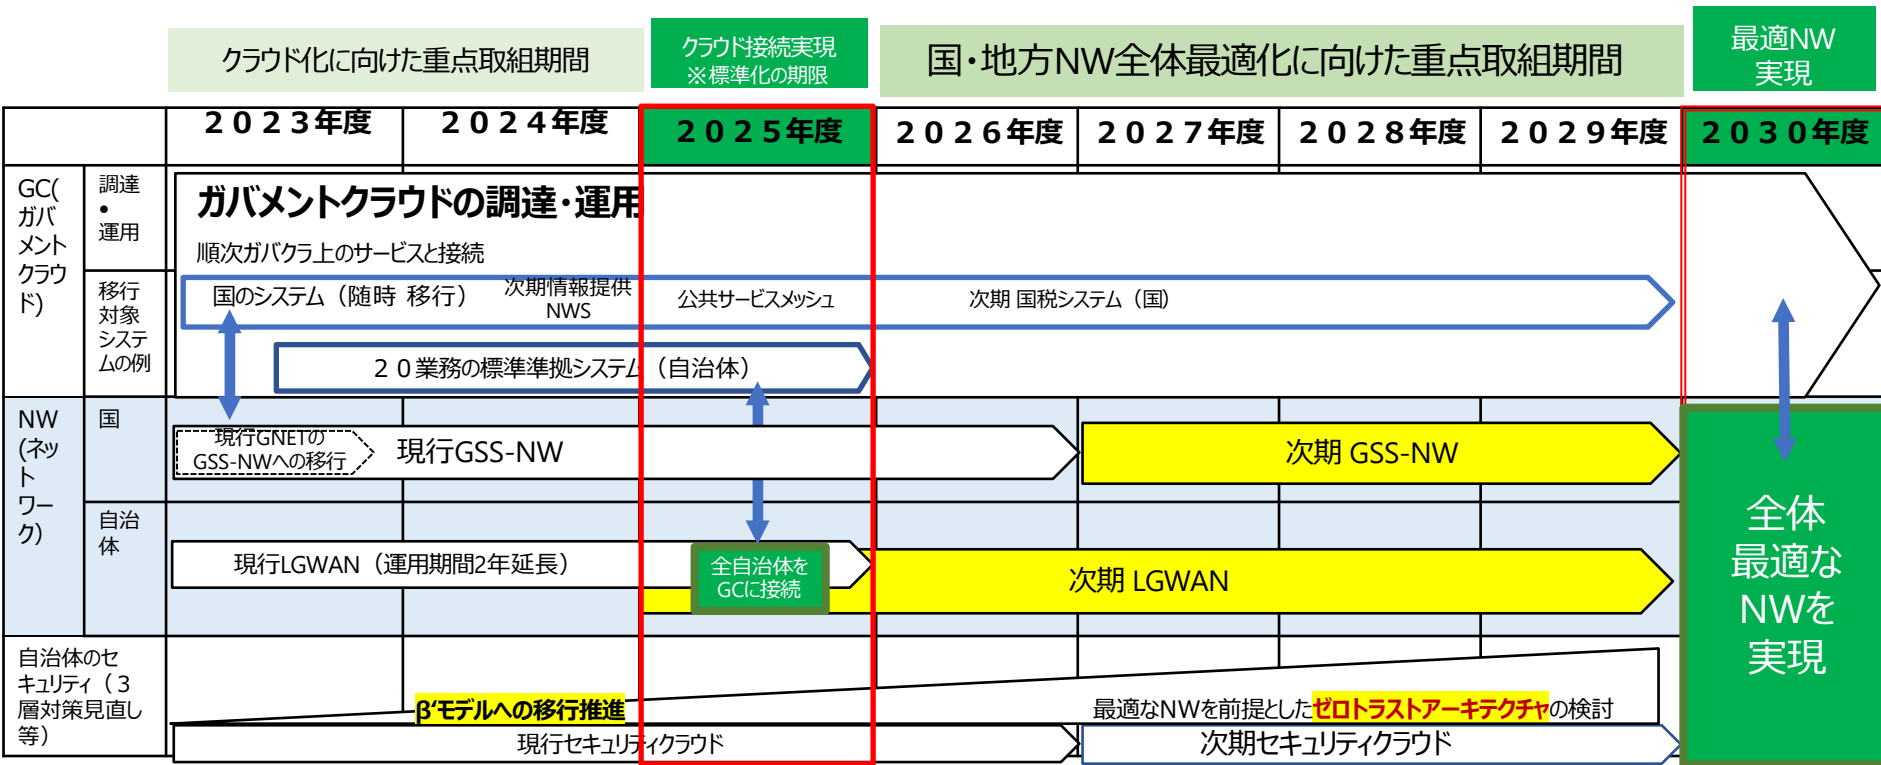 クラウド化に向けた重点取組期間
クラウド接続実現
※標準化の期限
国・地方NW全体最適化に向けた重点取組期間
最適NW
実現
２０２３年度
２０２４年度
２０２５年度
２０２６年度
２０２７年度
２０２８年度
２０２９年度
２０３０年度
GC(
ガバ
メント
クラウ
ド)
調達
・
運用
ガバメントクラウドの調達・運用
順次ガバクラ上のサービスと接続
移行
対象
システ
ムの例
国のシステム（随時 移行）
次期情報提供
NWS
公共サービスメッシュ
次期 国税システム（国）
２０業務の標準準拠システム（自治体）
NW
(ネッ
ト
ワー
ク)
国
現行GNETの
GSS-NWへの移行
現行GSS-NW
次期 GSS-NW
自治
体
現行LGWAN（運用期間2年延長）
全自治体を
GCに接続
次期 LGWAN
全体
最適な
NWを
実現
自治体のセ
キュリティ（３
層対策見直し
等）
β‘モデルへの移行推進
最適なNWを前提としたゼロトラストアーキテクチャの検討
現行セキュリティクラウド
次期セキュリティクラウド